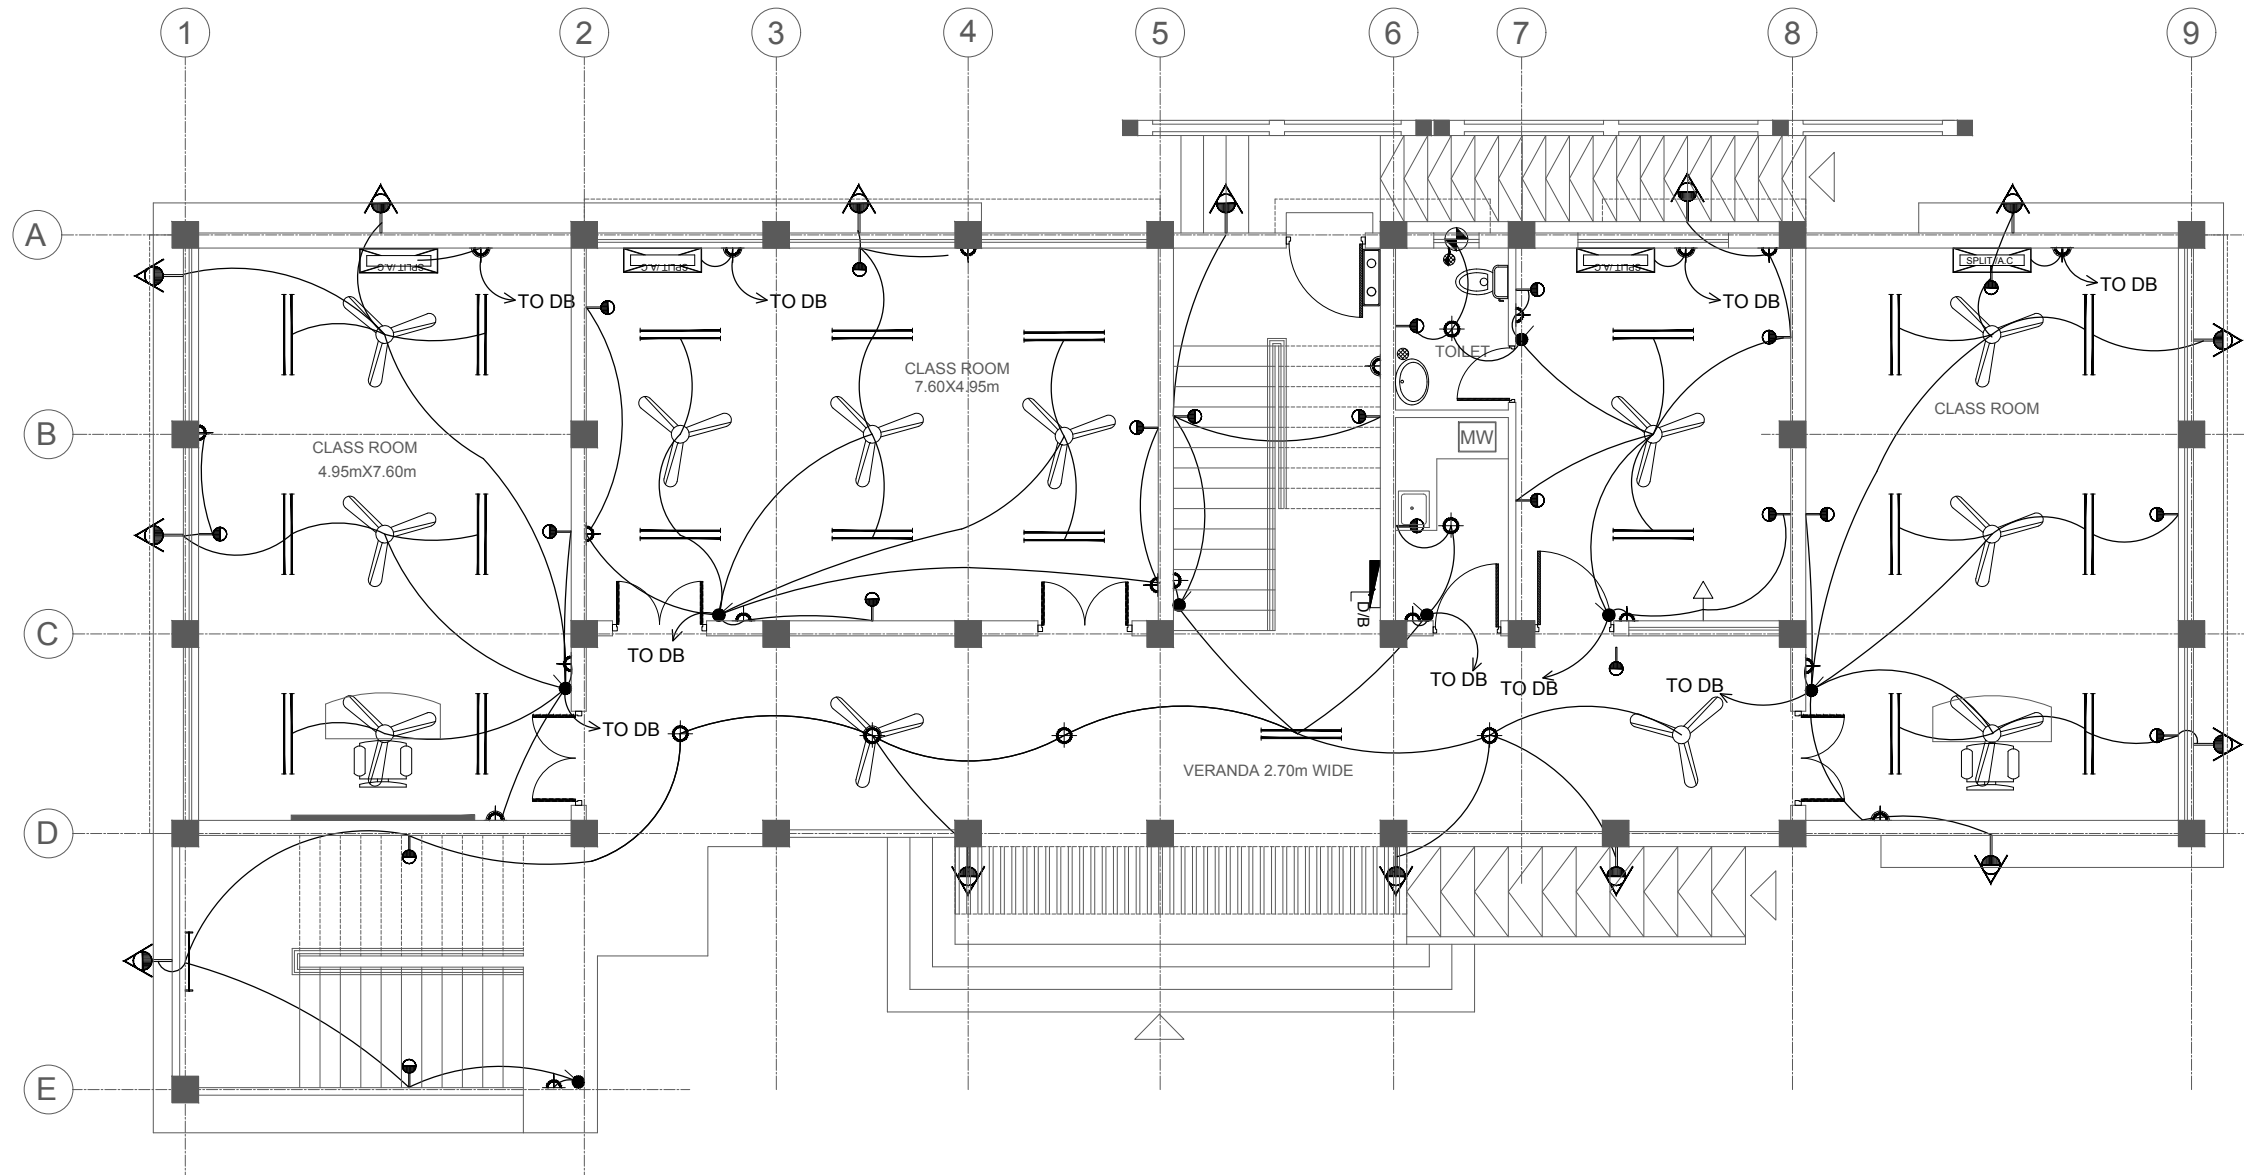 1 2 3 4 5 6 7 8 9
A
SPLIT/A.C
SPLIT/A.C
SPLIT/A.C
SPLIT/A.C
TO DB
TO DB
TO DB
TO DB
TOILET
CLASS ROOM
7.60X4.95m
CLASS ROOM
B
CLASS ROOM
4.95mX7.60m
MW
D/B
C
TO DB
TO DB
TO DB
TO DB
TO DB
VERANDA 2.70m WIDE
D
E